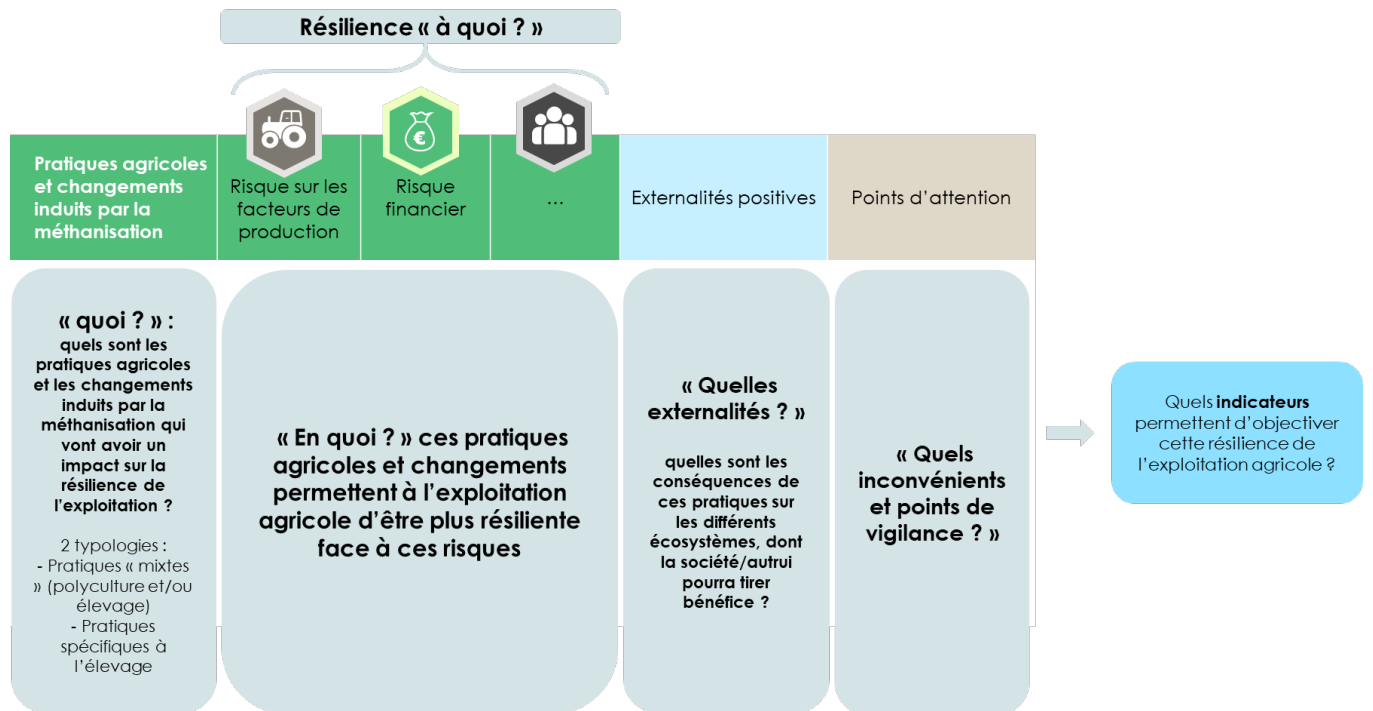 Résilience « à quoi ? »
€
Pratiques agricoles
et changements
induits par la
méthanisation
Risque sur les
facteurs de
production
Risque
financier
...
Externalités positives
Points d’attention
« quoi ? » :
quels sont les
pratiques agricoles
et les changements
induits par la
méthanisation qui
vont avoir un
impact sur la
résilience de
l’exploitation ?
2 typologies :
- Pratiques « mixtes
» (polyculture et/ou
élevage)
- Pratiques
spécifiques à
l’élevage
« En quoi ? » ces pratiques
agricoles et changements
permettent à l’exploitation
agricole d’être plus résiliente
face à ces risques
« Quelles
externalités ? »
quelles sont les
conséquences de
ces pratiques sur
les différents
écosystèmes, dont
la société/autrui
pourra tirer
bénéfice ?
« Quels
inconvénients
et points de
vigilance ? »
Quels indicateurs
permettent d’objectiver
cette résilience de
l’exploitation agricole ?